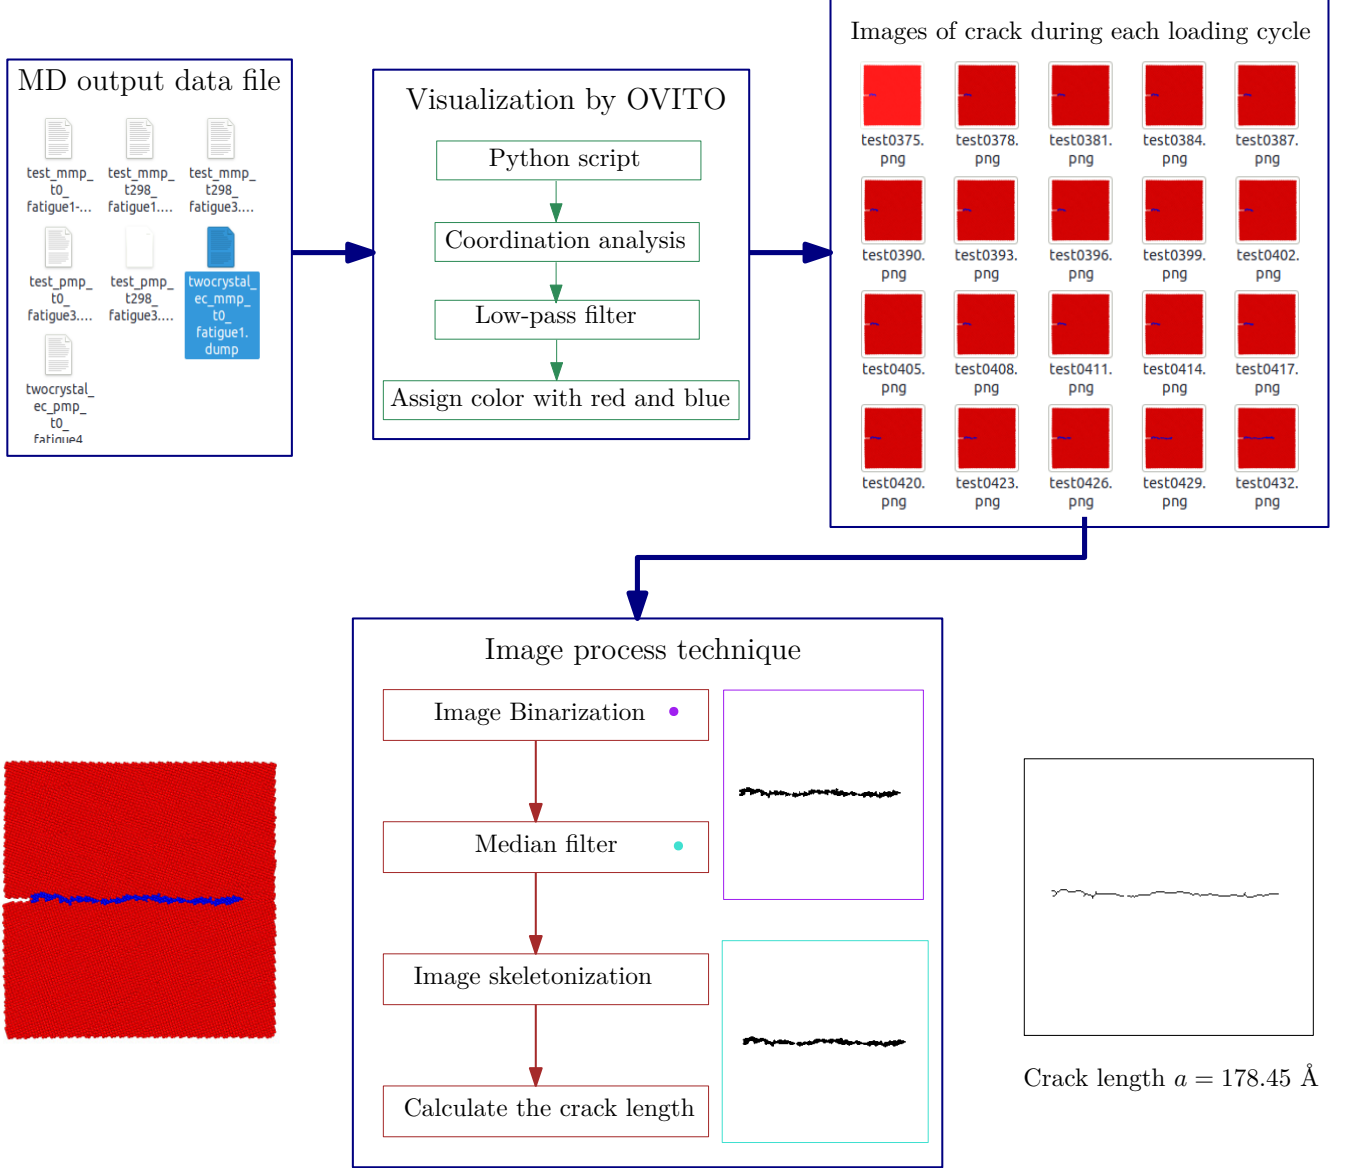 MD output data file
test_mmp_
t0_
fatigue1-...
test_mmp_
t298_
fatigue1....
test_mmp_
t298_
fatigue3....
test_pmp_
t0_
fatigue3....
test_pmp_
t298_
fatigue3....
twocrystal_
ec_mmp_
t0_
fatigue1.
dump
twocrystal_
ec_pmp_
t0_
fatigue4
Visualization by OVITO
Python script
Coordination analysis
Low-pass filter
Assign color with red and blue
Images of crack during each loading cycle
test0375.
png
test0378.
png
test0381.
png
test0384.
png
test0387.
png
test0390.
png
test0393.
png
test0396.
png
test0399.
png
test0402.
png
test0405.
png
test0408.
png
test0411.
png
test0414.
png
test0417.
png
test0420.
png
test0423.
png
test0426.
png
test0429.
png
test0432.
png
Image process technique
Image Binarization
Median filter
Image skeletonization
Calculate the crack length
Crack length a = 178.45 Å